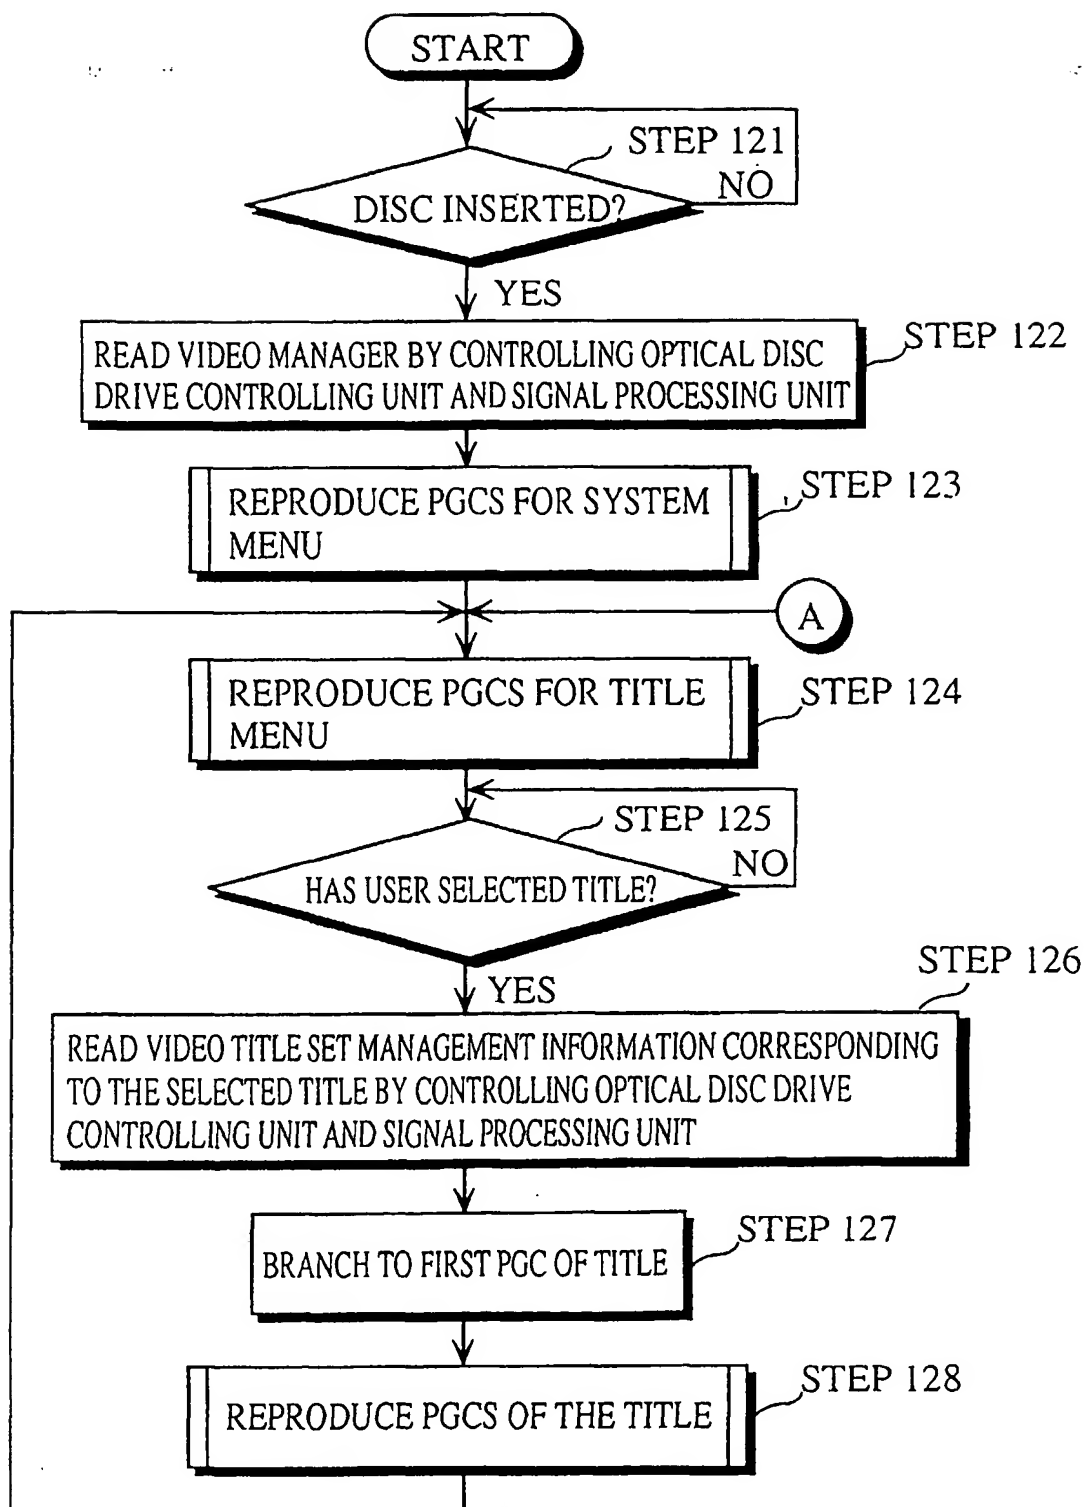 START
STEP 121
NO
DISC INSERTED?
YES
STEP 122
READ VIDEO MANAGER BY CONTROLLING OPTICAL DISC
DRIVE CONTROLLING UNIT AND SIGNAL PROCESSING UNIT
STEP 123
REPRODUCE PGCS FOR SYSTEM
MENU
A
STEP 124
REPRODUCE PGCS FOR TITLE
MENU
STEP 125
NO
HAS USER SELECTED TITLE?
YES
STEP 126
READ VIDEO TITLE SET MANAGEMENT INFORMATION CORRESPONDING
TO THE SELECTED TITLE BY CONTROLLING OPTICAL DISC DRIVE
CONTROLLING UNIT AND SIGNAL PROCESSING UNIT
STEP 127
BRANCH TO FIRST PGC OF TITLE
STEP 128
REPRODUCE PGCS OF THE TITLE